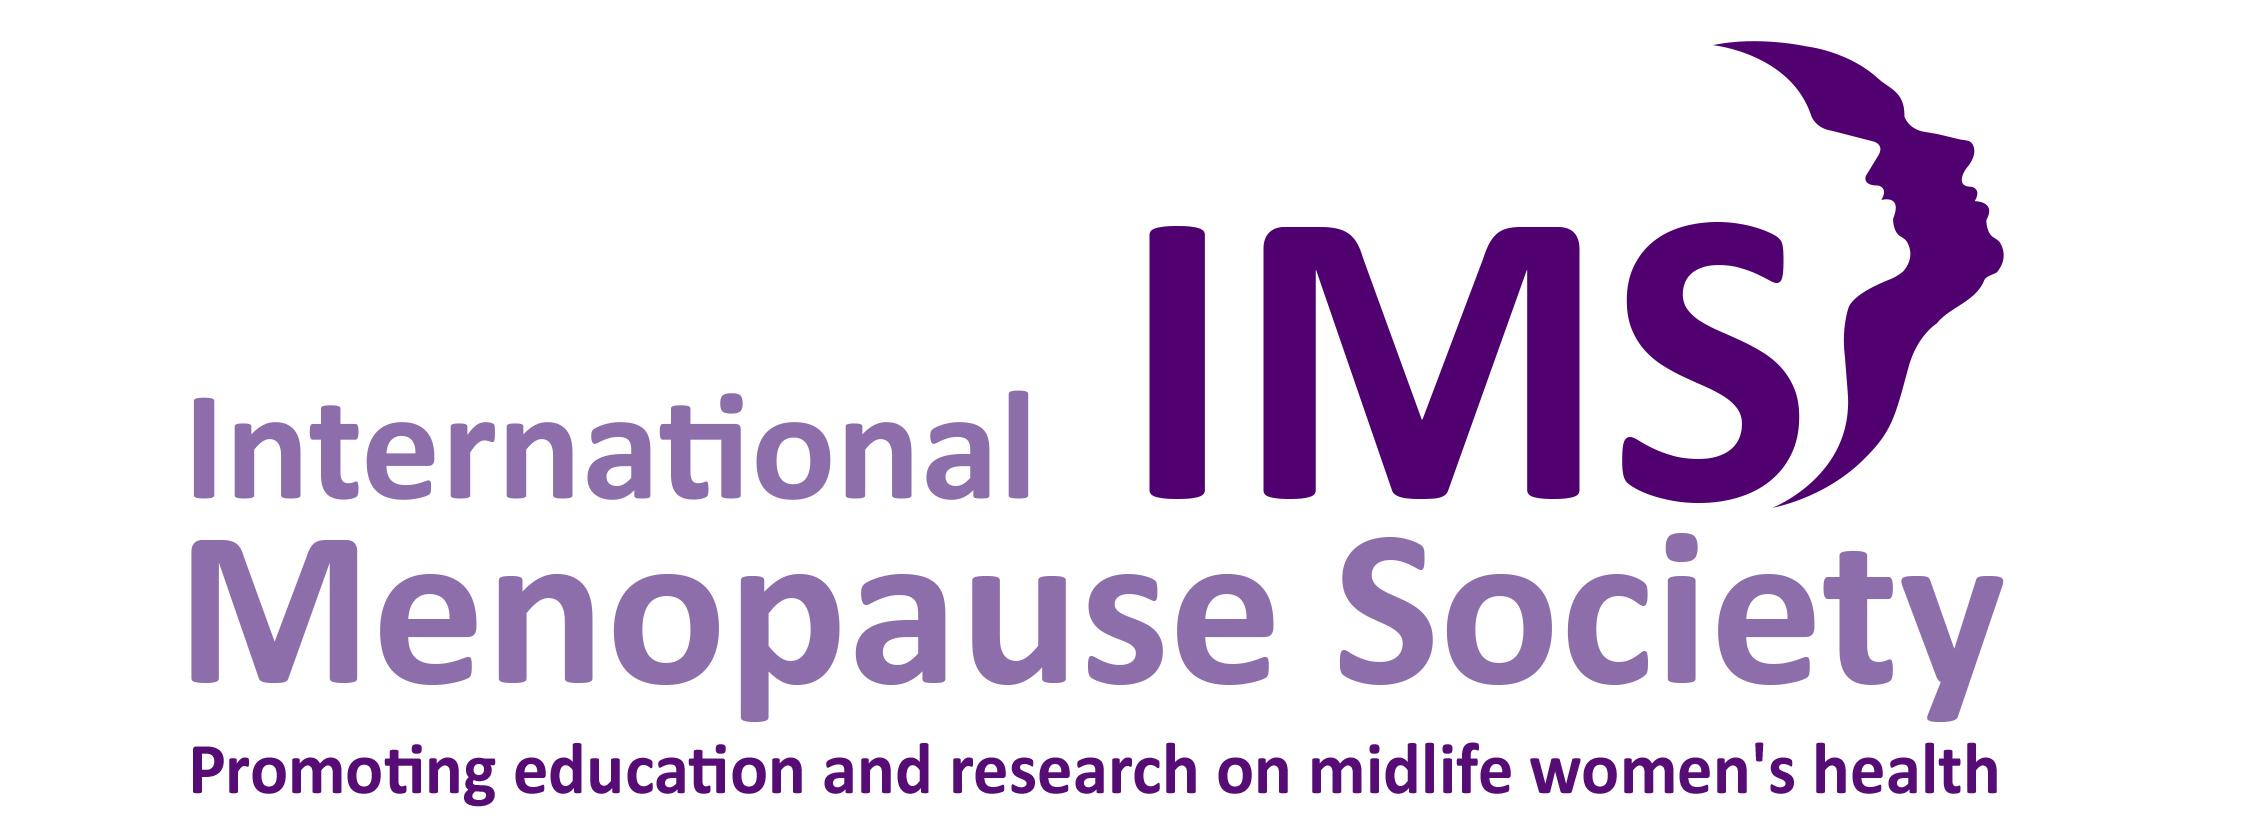 IMS
International
Menopause Society
Promoting education and research on midlife women's health